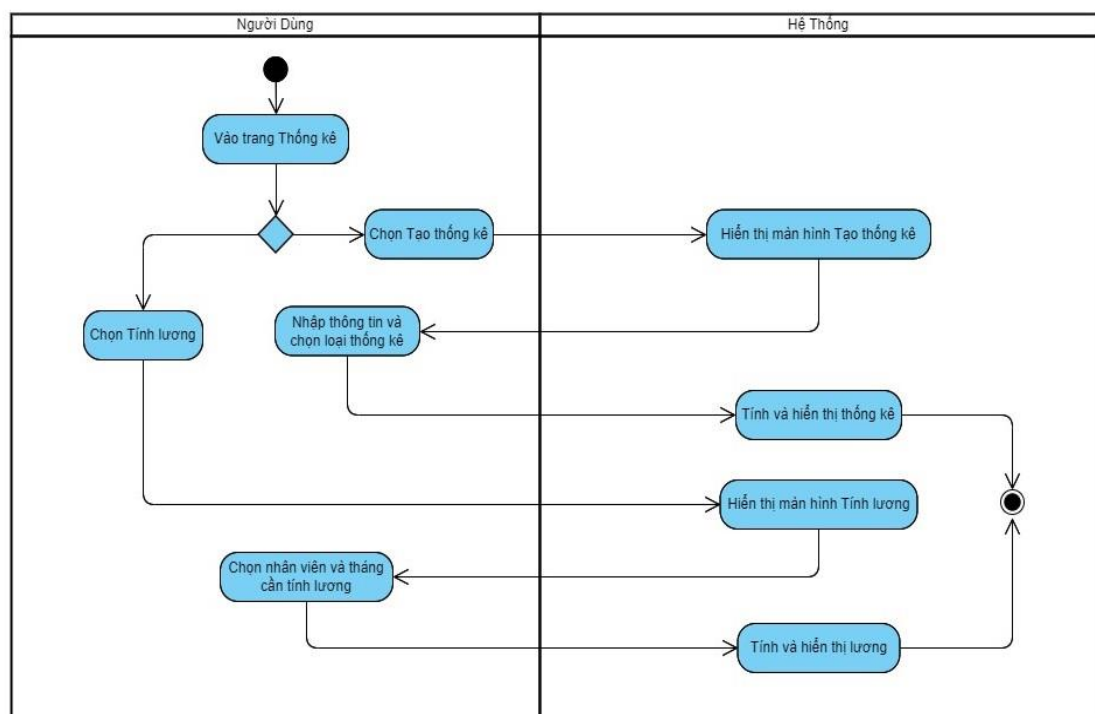 Người Dùng
Hệ Thống
Vào trang Thống kê
Chọn Tạo thống kê
Hiển thị màn hình Tạo thống kê
Chọn Tính lương
Nhập thông tin và
chọn loại thống kê
Tính và hiển thị thống kê
Hiển thị màn hình Tính lương
Chọn nhân viên và tháng
cần tính lương
Tính và hiển thị lương